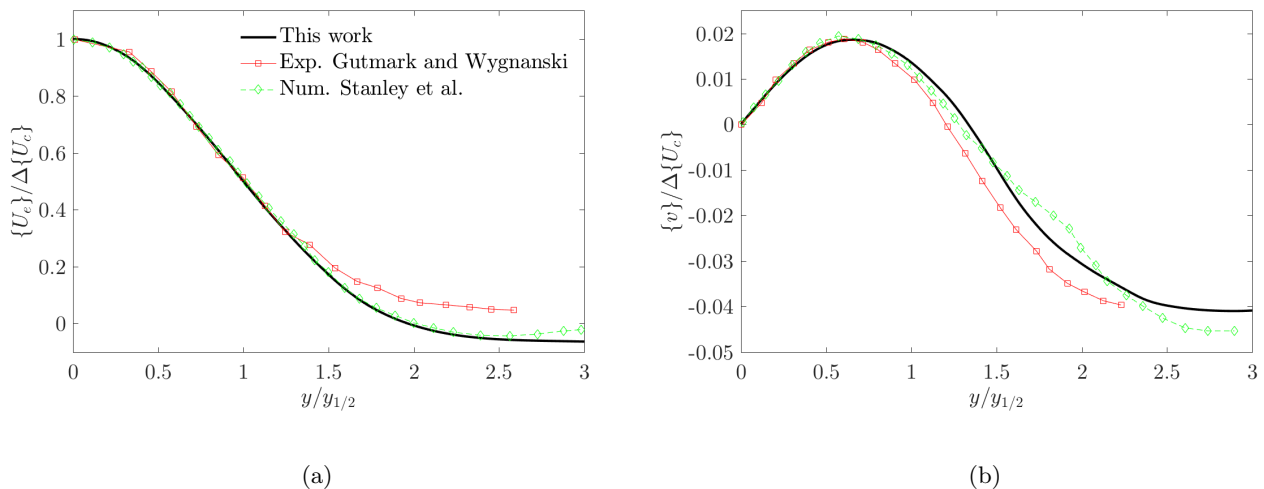 1
0.8
0.6
0.4
0.2
0
0 0.5 1 1.5 2 2.5 3
{U_e}/Δ{U_c}
y/y_{1/2}
This work
Exp. Gutmark and Wygnanski
Num. Stanley et al.
(a)
0.02
0.01
0
-0.01
-0.02
-0.03
-0.04
-0.05
0 0.5 1 1.5 2 2.5 3
{v}/Δ{U_c}
y/y_{1/2}
(b)